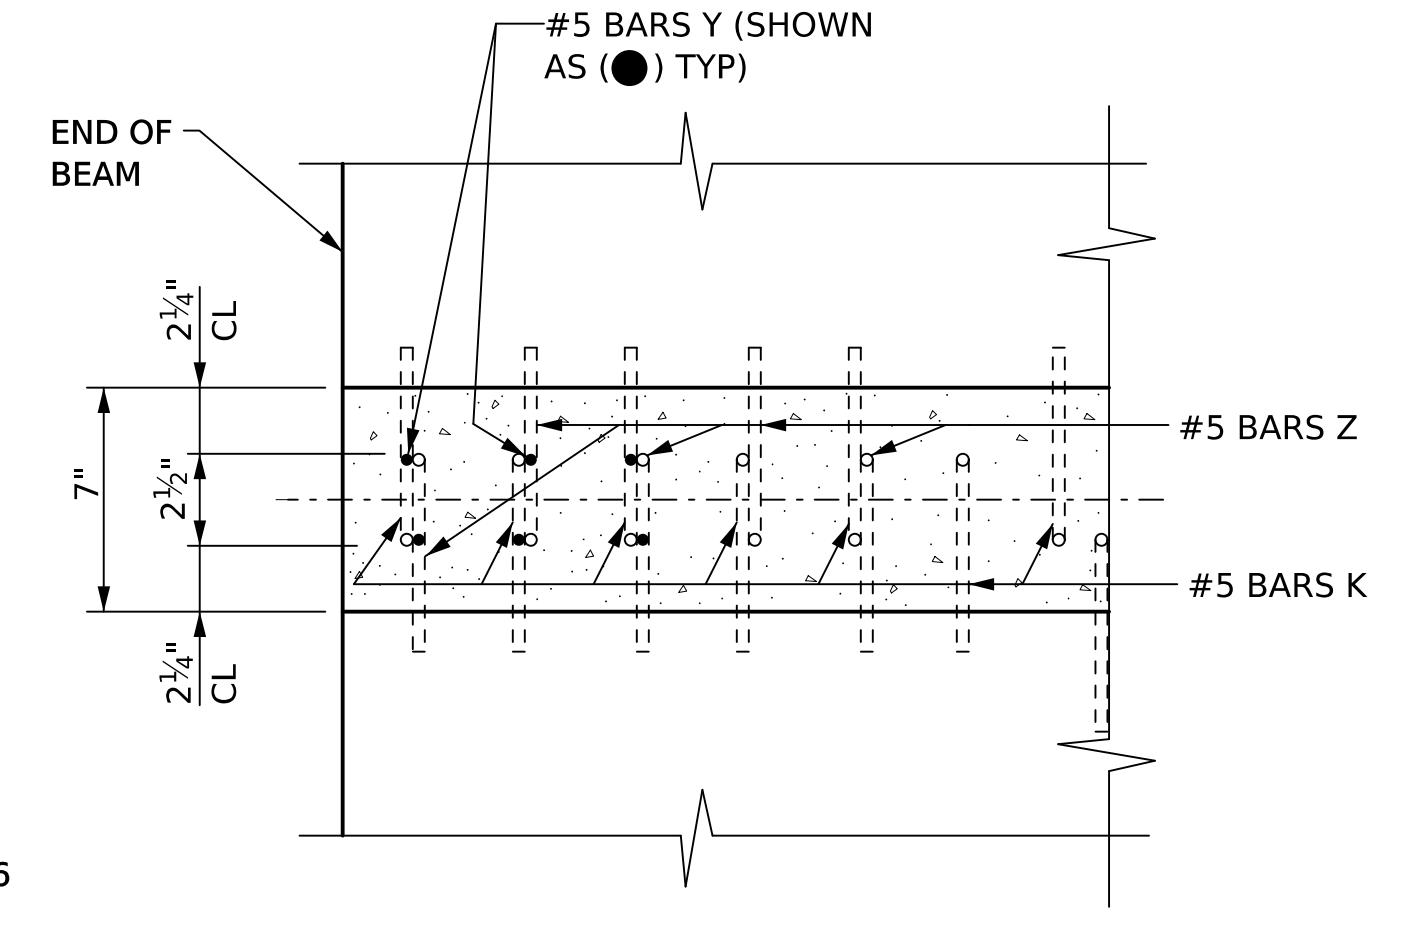 #5 BARS Y (SHOWN
AS (●) TYP)
END OF
BEAM
2¼"
CL
7"
2½"
#5 BARS Z
#5 BARS K
2¼"
CL
6